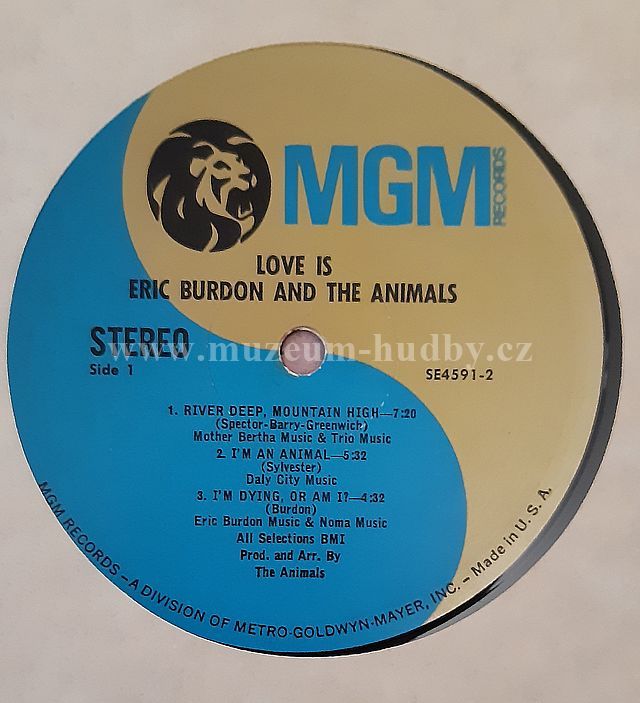 MGM RECORDS
LOVE IS
ERIC BURDON AND THE ANIMALS
STEREO
www.muzeum-hudby.cz
Side 1
SE4591-2
1. RIVER DEEP, MOUNTAIN HIGH—7:20
(Spector-Barry-Greenwich)
Mother Bertha Music & Trio Music
2. I'M AN ANIMAL—5:32
(Sylvester)
Daly City Music
3. I'M DYING, OR AM I?—4:32
(Burdon)
Eric Burdon Music & Noma Music
All Selections BMI
Prod. and Arr. By
The Animals
MGM RECORDS – A DIVISION OF METRO-GOLDWYN-MAYER, INC. – Made in U. S. A.